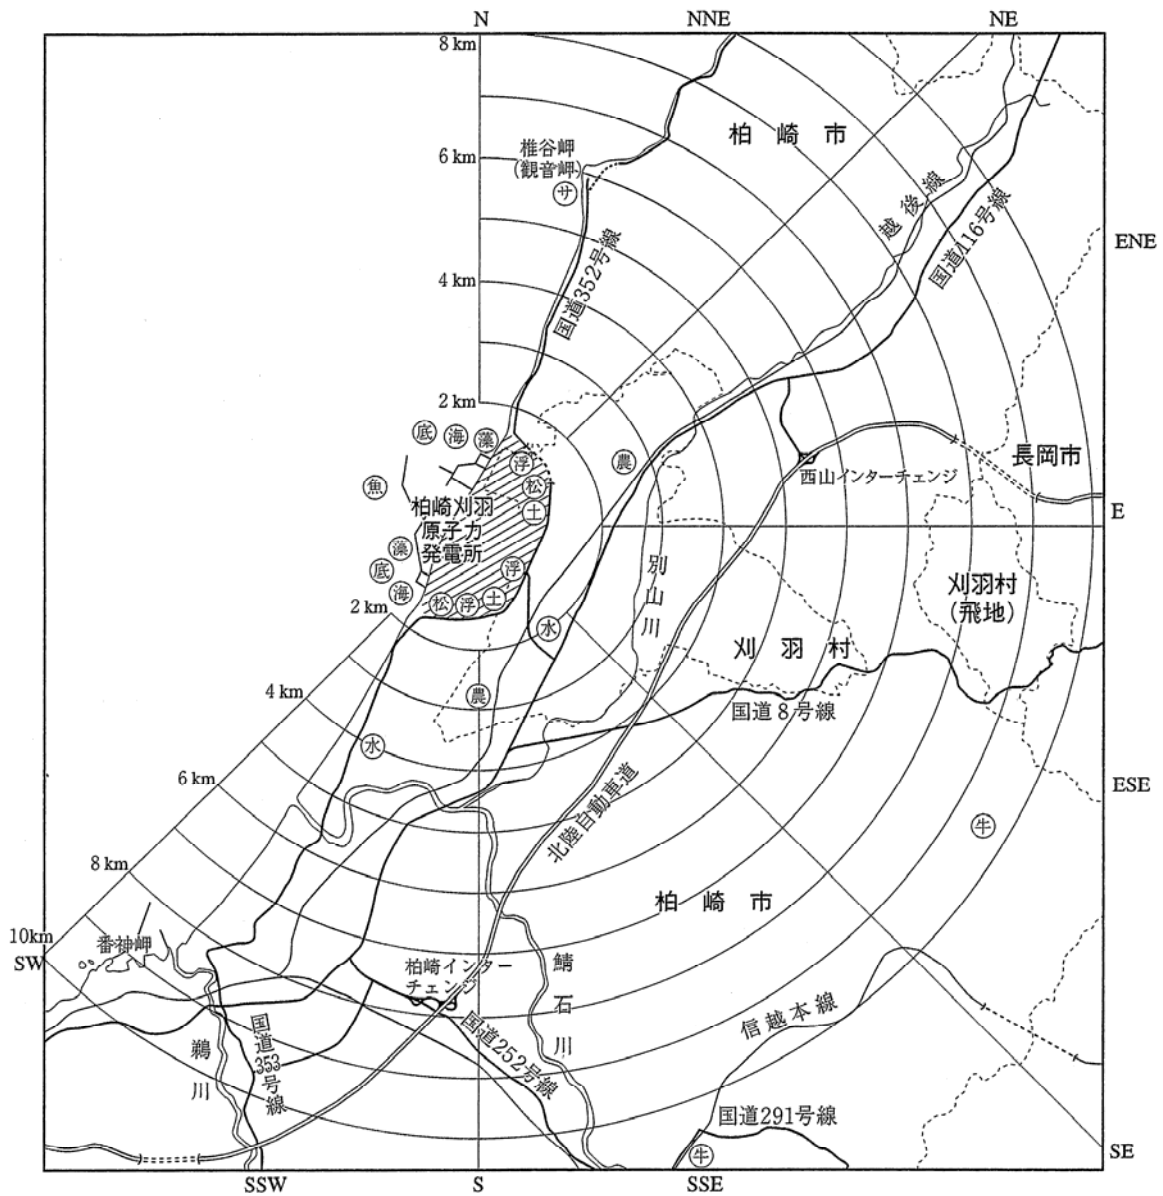 N
NNE
NE
8 km
柏崎市
椎谷岬
(観音岬)
サ
6 km
越後線
国道116号線
ENE
国道352号線
4 km
2 km
底
海
藻
浮
農
長岡市
西山インターチェンジ
魚
松
土
柏崎刈羽
原子力
発電所
E
藻
底
海
浮
松
浮
土
2 km
水
別山川
刈羽村
刈羽村
(飛地)
4 km
農
国道8号線
水
6 km
北陸自動車道
ESE
牛
8 km
柏崎市
10km
SW
番神岬
柏崎インター
チェンジ
鯖石川
信越本線
鵜川
国道353号線
国道252号線
国道291号線
牛
SE
SSW
S
SSE